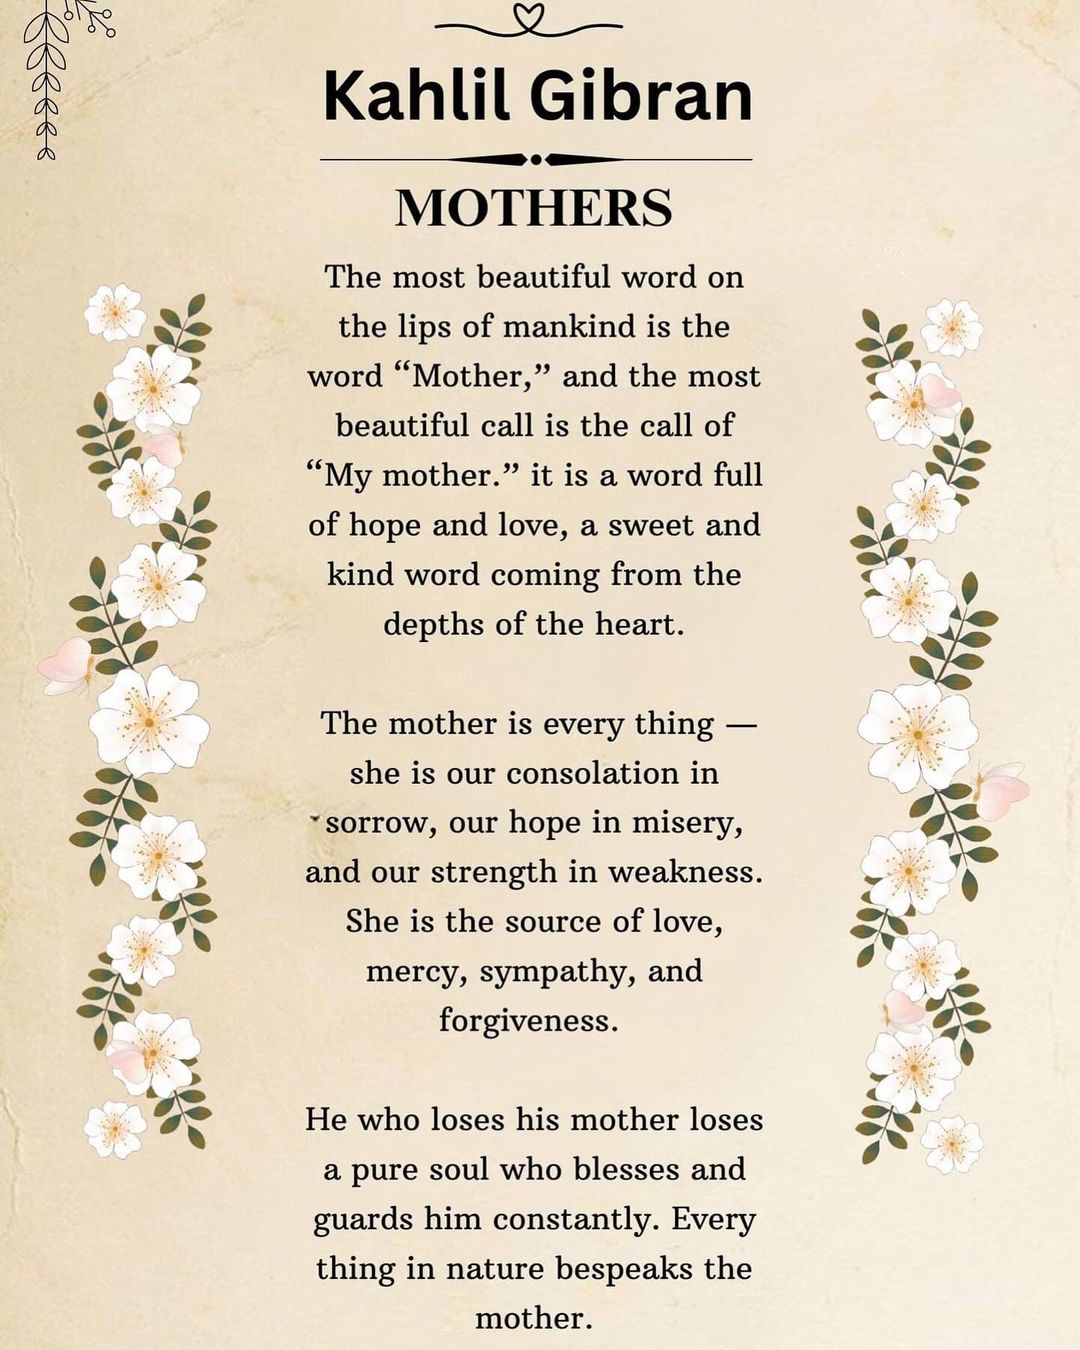 Kahlil Gibran
MOTHERS
The most beautiful word on
the lips of mankind is the
word “Mother,” and the most
beautiful call is the call of
“My mother.” it is a word full
of hope and love, a sweet and
kind word coming from the
depths of the heart.
The mother is every thing —
she is our consolation in
sorrow, our hope in misery,
and our strength in weakness.
She is the source of love,
mercy, sympathy, and
forgiveness.
He who loses his mother loses
a pure soul who blesses and
guards him constantly. Every
thing in nature bespeaks the
mother.